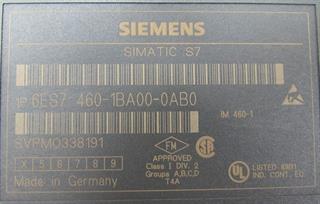 SIEMENS
SIMATIC S7
1P 6ES7 460-1BA00-0AB0
IM 460-1
SVPM0338191
X 5 6 7 8 9
Made in Germany
FM
APPROVED
Class I DIV. 2
Groups A,B,C,D
T4A
UL
LISTED
IND. CONT. EQ.